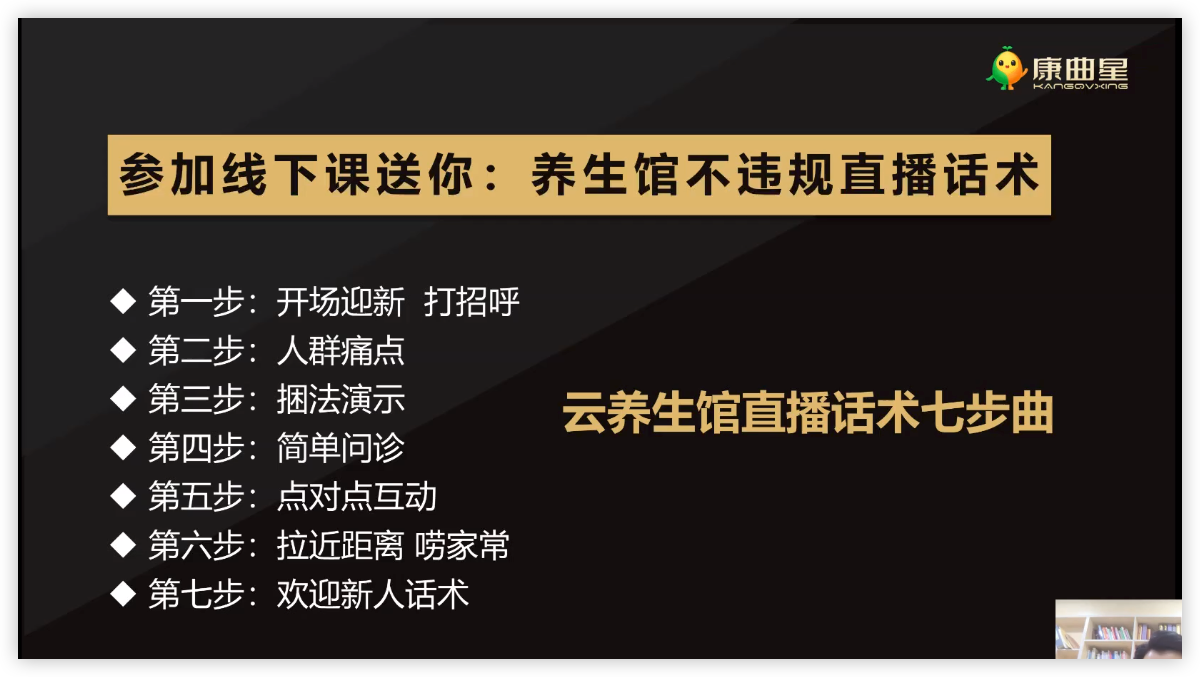 康曲星
KANGQVXING
参加线下课送你：养生馆不违规直播话术
◆ 第一步：开场迎新 打招呼
◆ 第二步：人群痛点
◆ 第三步：捆法演示
◆ 第四步：简单问诊
◆ 第五步：点对点互动
◆ 第六步：拉近距离 唠家常
◆ 第七步：欢迎新人话术
云养生馆直播话术七步曲